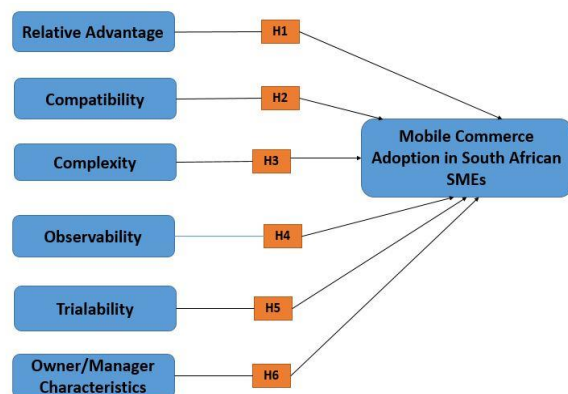 Relative Advantage
H1
Compatibility
H2
Mobile Commerce
Adoption in South African
SMEs
Complexity
H3
Observability
H4
Trialability
H5
Owner/Manager
Characteristics
H6